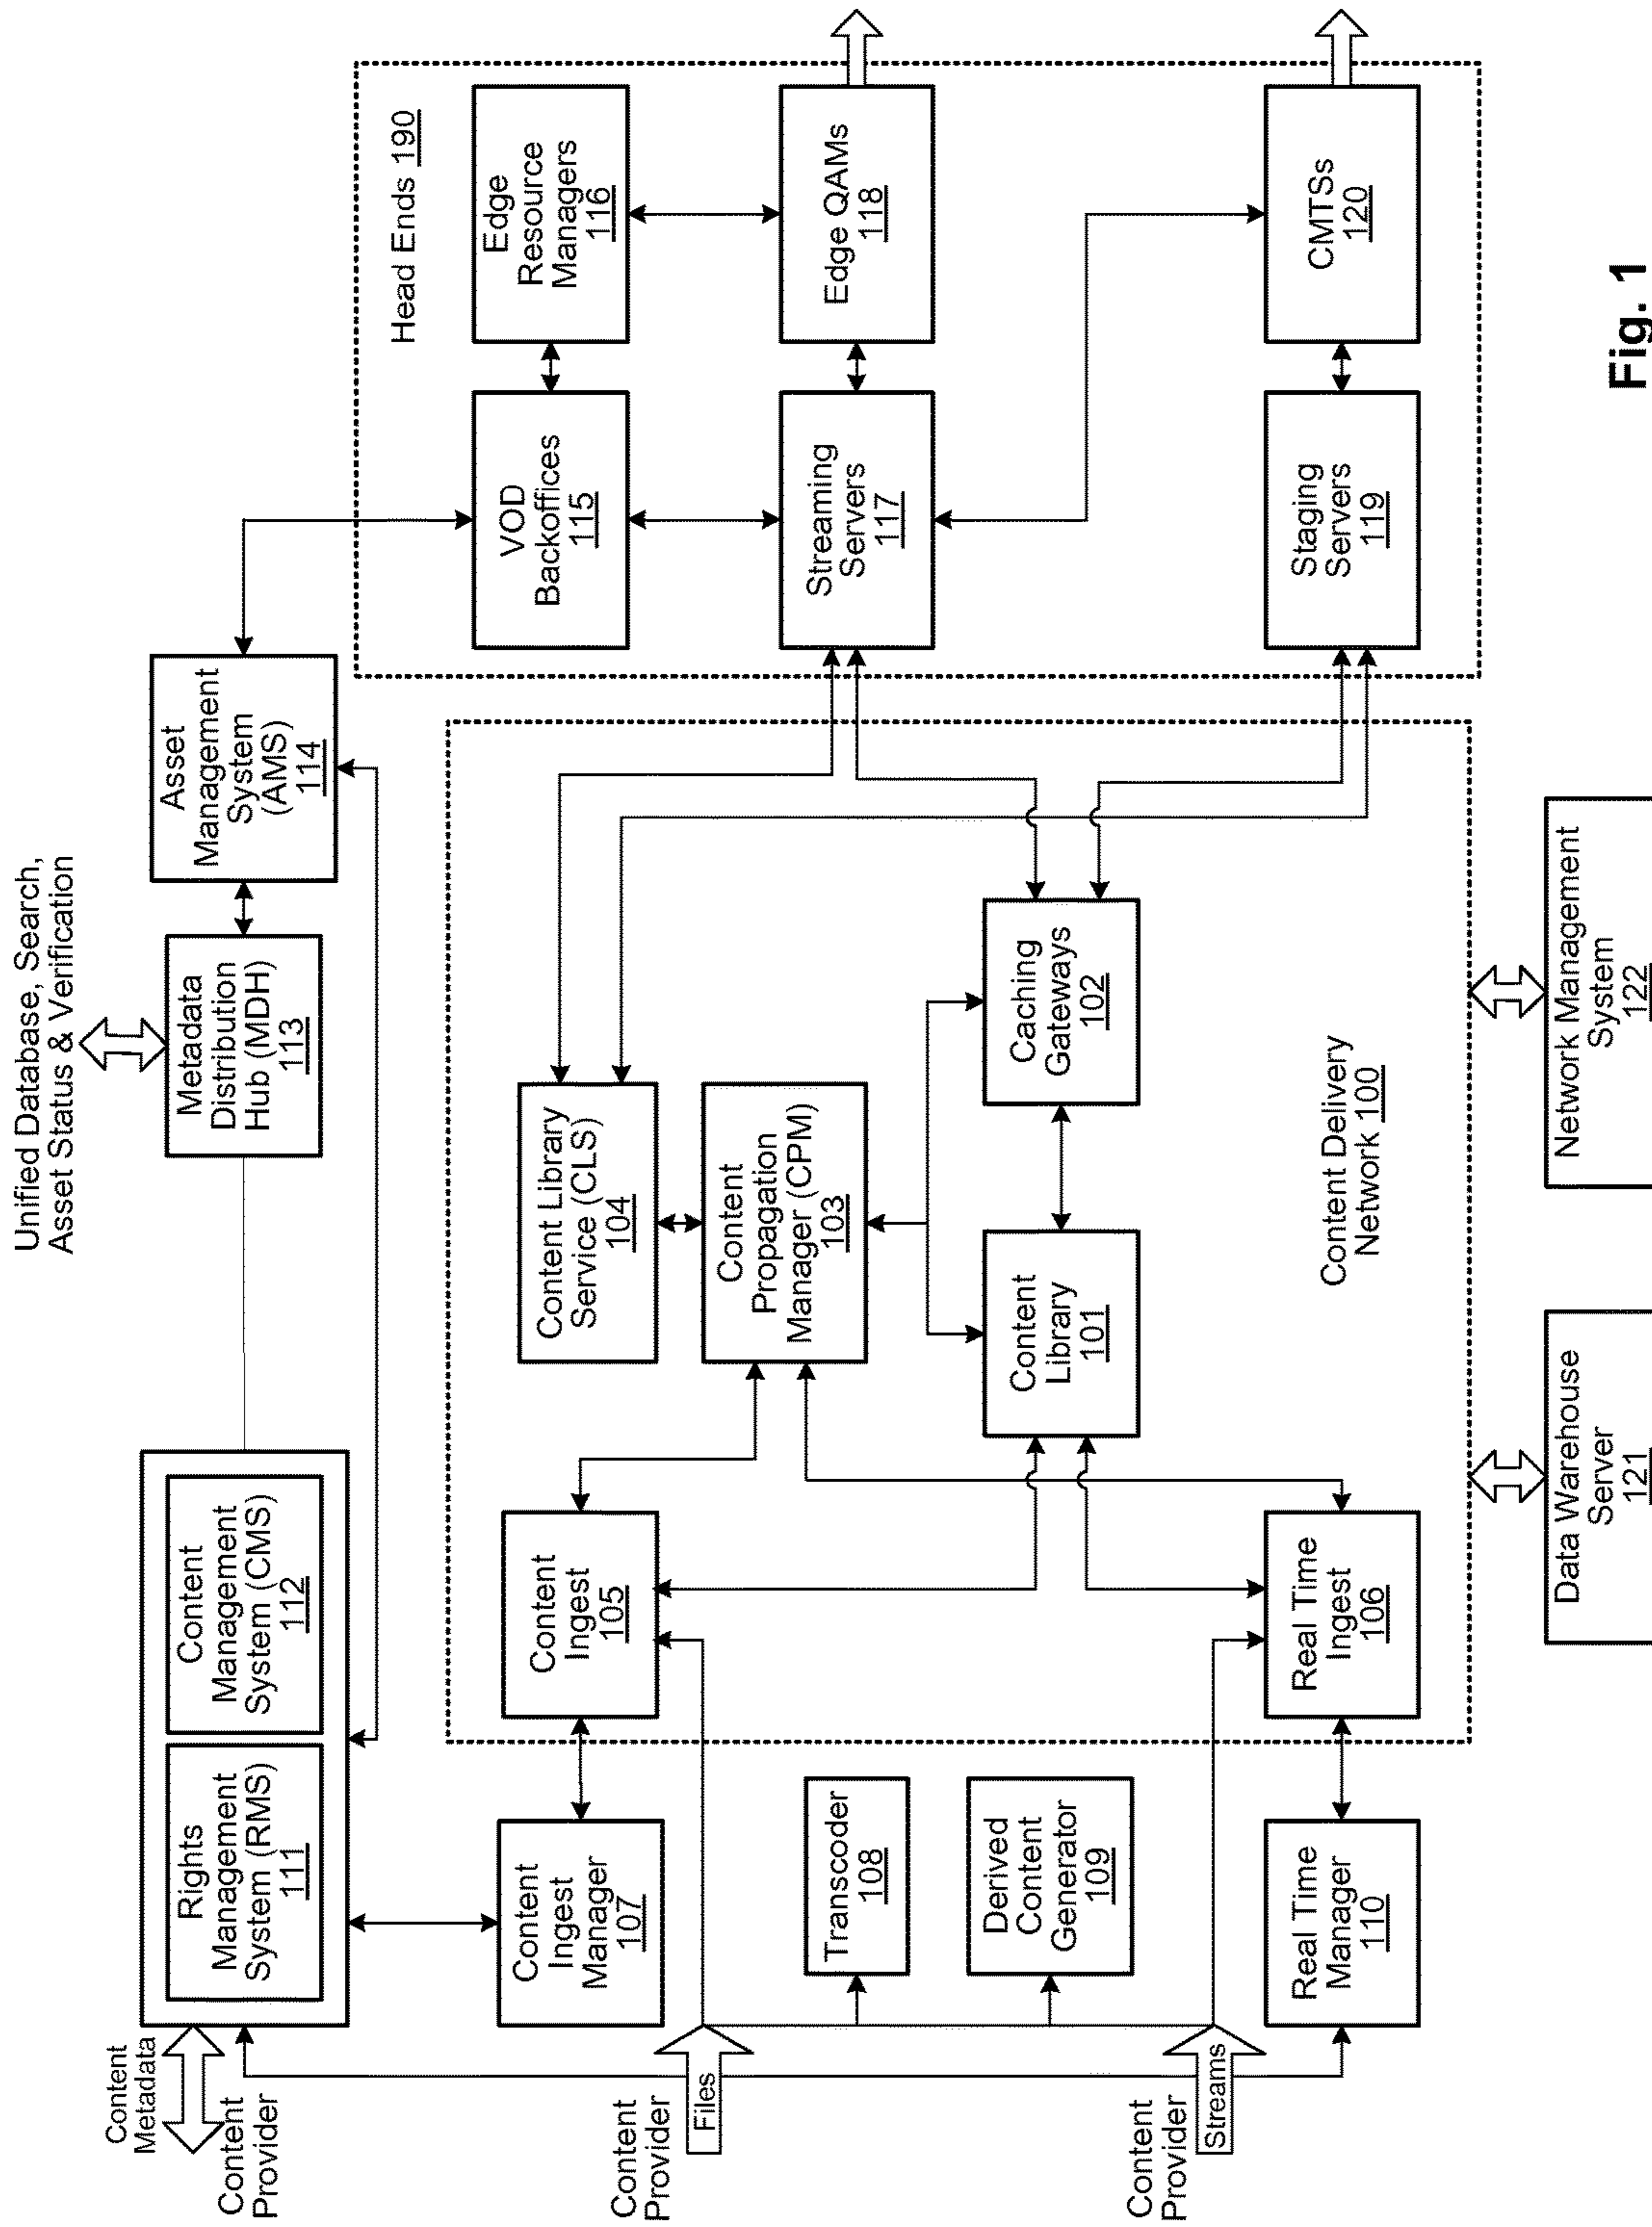 Unified Database, Search,
Asset Status & Verification
Content
Metadata
Content
Provider
Rights
Management
System (RMS)
111
Content
Management
System (CMS)
112
Metadata
Distribution
Hub (MDH)
113
Asset
Management
System
(AMS)
114
Head Ends 190
Content
Ingest
Manager
107
Content
Ingest
105
Content Library
Service (CLS)
104
VOD
Backoffices
115
Edge
Resource
Managers
116
Content
Provider
Files
Transcoder
108
Content
Propagation
Manager (CPM)
103
Streaming
Servers
117
Edge QAMs
118
Derived
Content
Generator
109
Content
Library
101
Caching
Gateways
102
Content
Provider
Streams
Real Time
Manager
110
Real Time
Ingest
106
Content Delivery
Network 100
Staging
Servers
119
CMTSs
120
Data Warehouse
Server
121
Network Management
System
122
Fig. 1